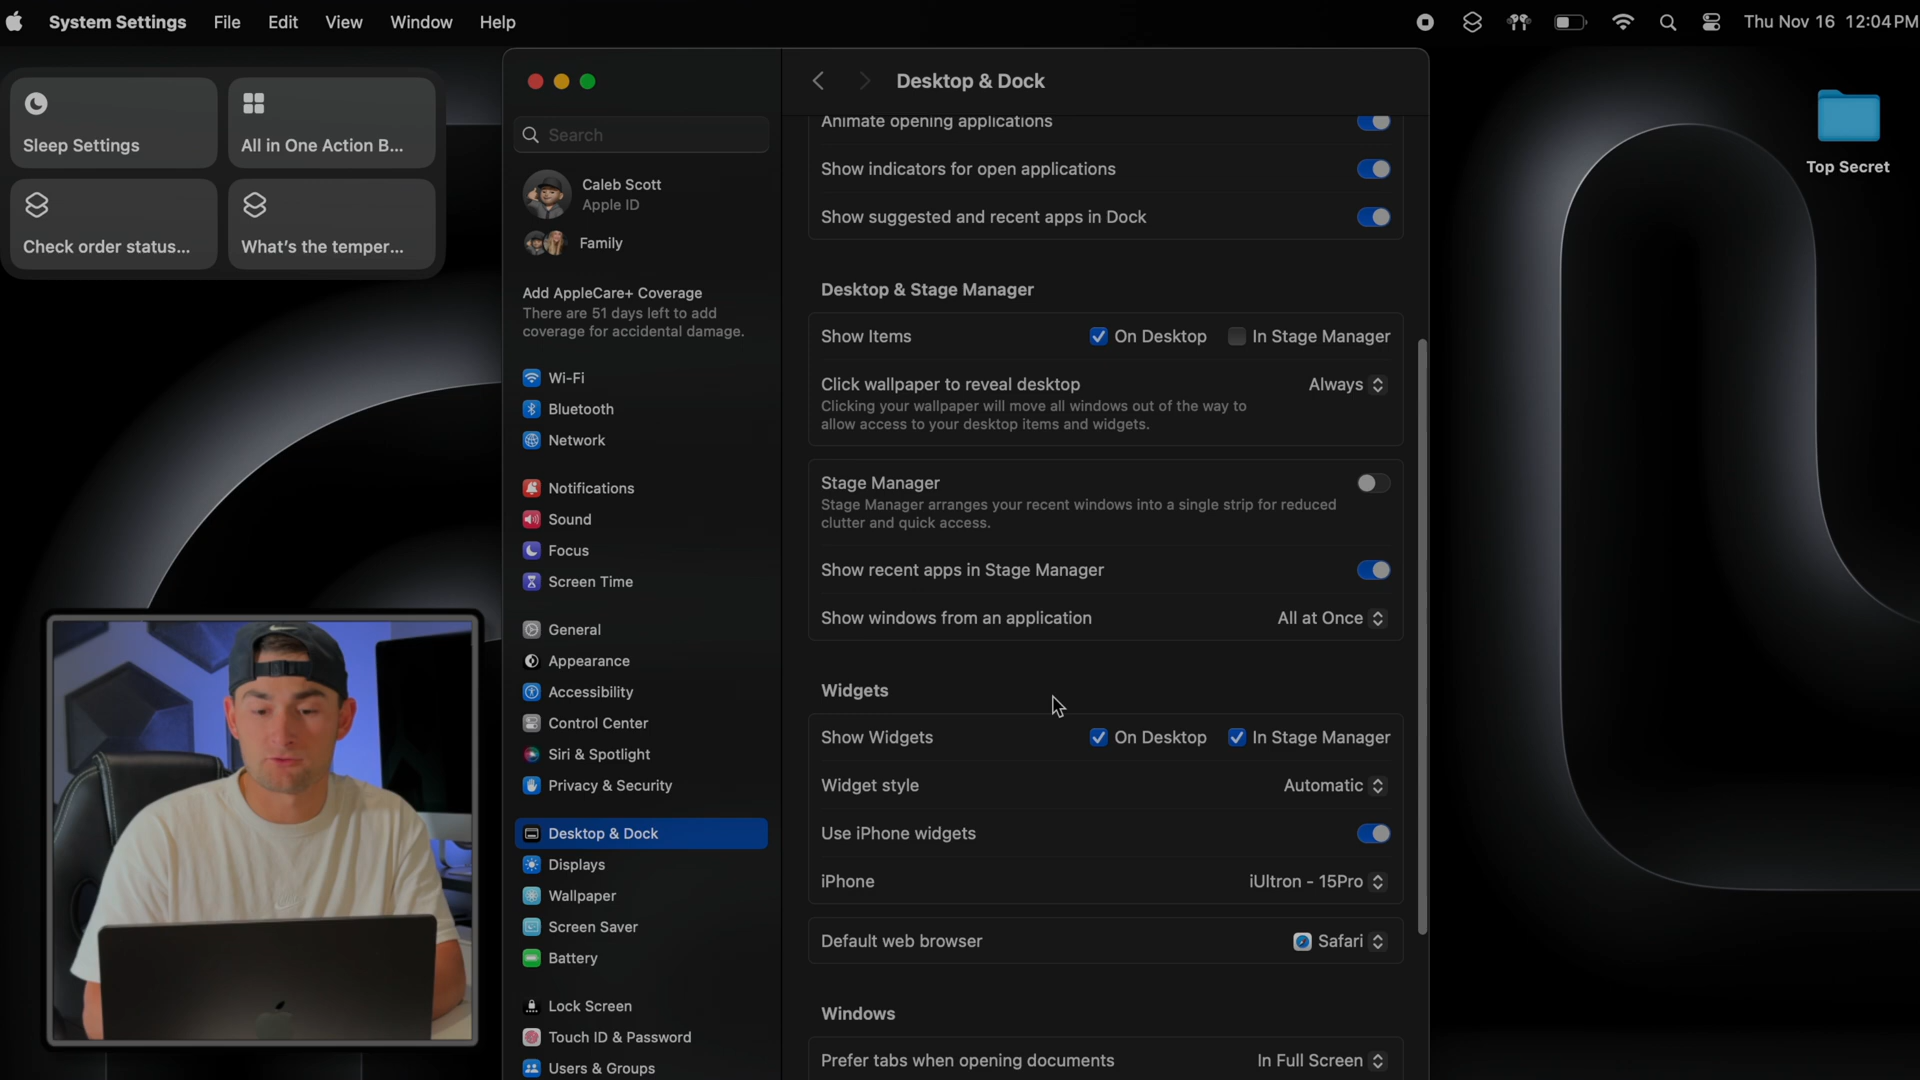 System Settings File Edit View Window Help Thu Nov 16 12:04 PM
Sleep Settings
All in One Action B...
Check order status...
What's the temper...
Search
Caleb Scott
Apple ID
Family
Add AppleCare+ Coverage
There are 51 days left to add
coverage for accidental damage.
Wi-Fi
Bluetooth
Network
Notifications
Sound
Focus
Screen Time
General
Appearance
Accessibility
Control Center
Siri & Spotlight
Privacy & Security
Desktop & Dock
Displays
Wallpaper
Screen Saver
Battery
Lock Screen
Touch ID & Password
Users & Groups
Desktop & Dock
Animate opening applications
Show indicators for open applications
Show suggested and recent apps in Dock
Desktop & Stage Manager
Show Items On Desktop In Stage Manager
Click wallpaper to reveal desktop Always
Clicking your wallpaper will move all windows out of the way to
allow access to your desktop items and widgets.
Stage Manager
Stage Manager arranges your recent windows into a single strip for reduced
clutter and quick access.
Show recent apps in Stage Manager
Show windows from an application All at Once
Widgets
Show Widgets On Desktop In Stage Manager
Widget style Automatic
Use iPhone widgets
iPhone iUltron - 15Pro
Default web browser Safari
Windows
Prefer tabs when opening documents In Full Screen
Top Secret